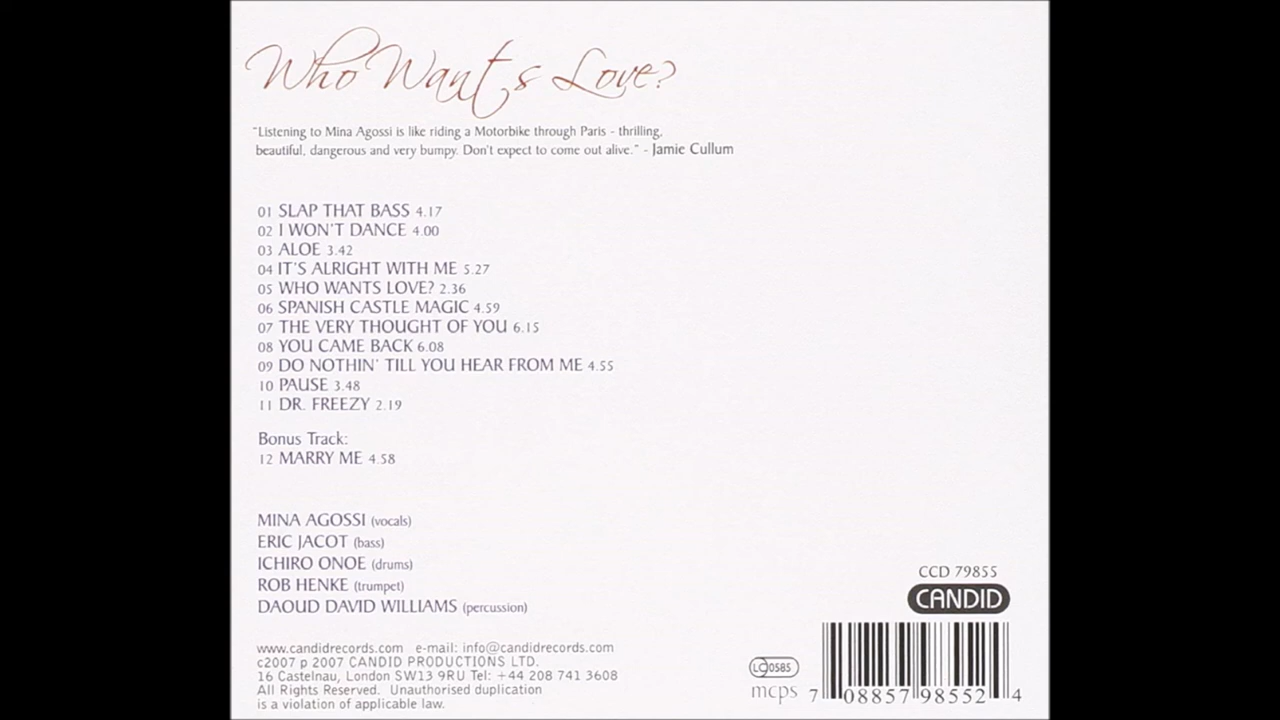 Who Wants Love?
"Listening to Mina Agossi is like riding a Motorbike through Paris - thrilling,
beautiful, dangerous and very bumpy. Don't expect to come out alive." - Jamie Cullum
01 SLAP THAT BASS 4.17
02 I WON'T DANCE 4.00
03 ALOE 3.42
04 IT'S ALRIGHT WITH ME 5.27
05 WHO WANTS LOVE? 2.36
06 SPANISH CASTLE MAGIC 4.59
07 THE VERY THOUGHT OF YOU 6.15
08 YOU CAME BACK 6.08
09 DO NOTHIN' TILL YOU HEAR FROM ME 4.55
10 PAUSE 3.48
11 DR. FREEZY 2.19
Bonus Track:
12 MARRY ME 4.58
MINA AGOSSI (vocals)
ERIC JACOT (bass)
ICHIRO ONOE (drums)
ROB HENKE (trumpet)
DAOUD DAVID WILLIAMS (percussion)
www.candidrecords.com e-mail: info@candidrecords.com
c2007 p 2007 CANDID PRODUCTIONS LTD.
16 Castelnau, London SW13 9RU Tel: +44 208 741 3608
All Rights Reserved. Unauthorised duplication
is a violation of applicable law.
CCD 79855
CANDID
LC 0585
mcps
7 08857 98552 4